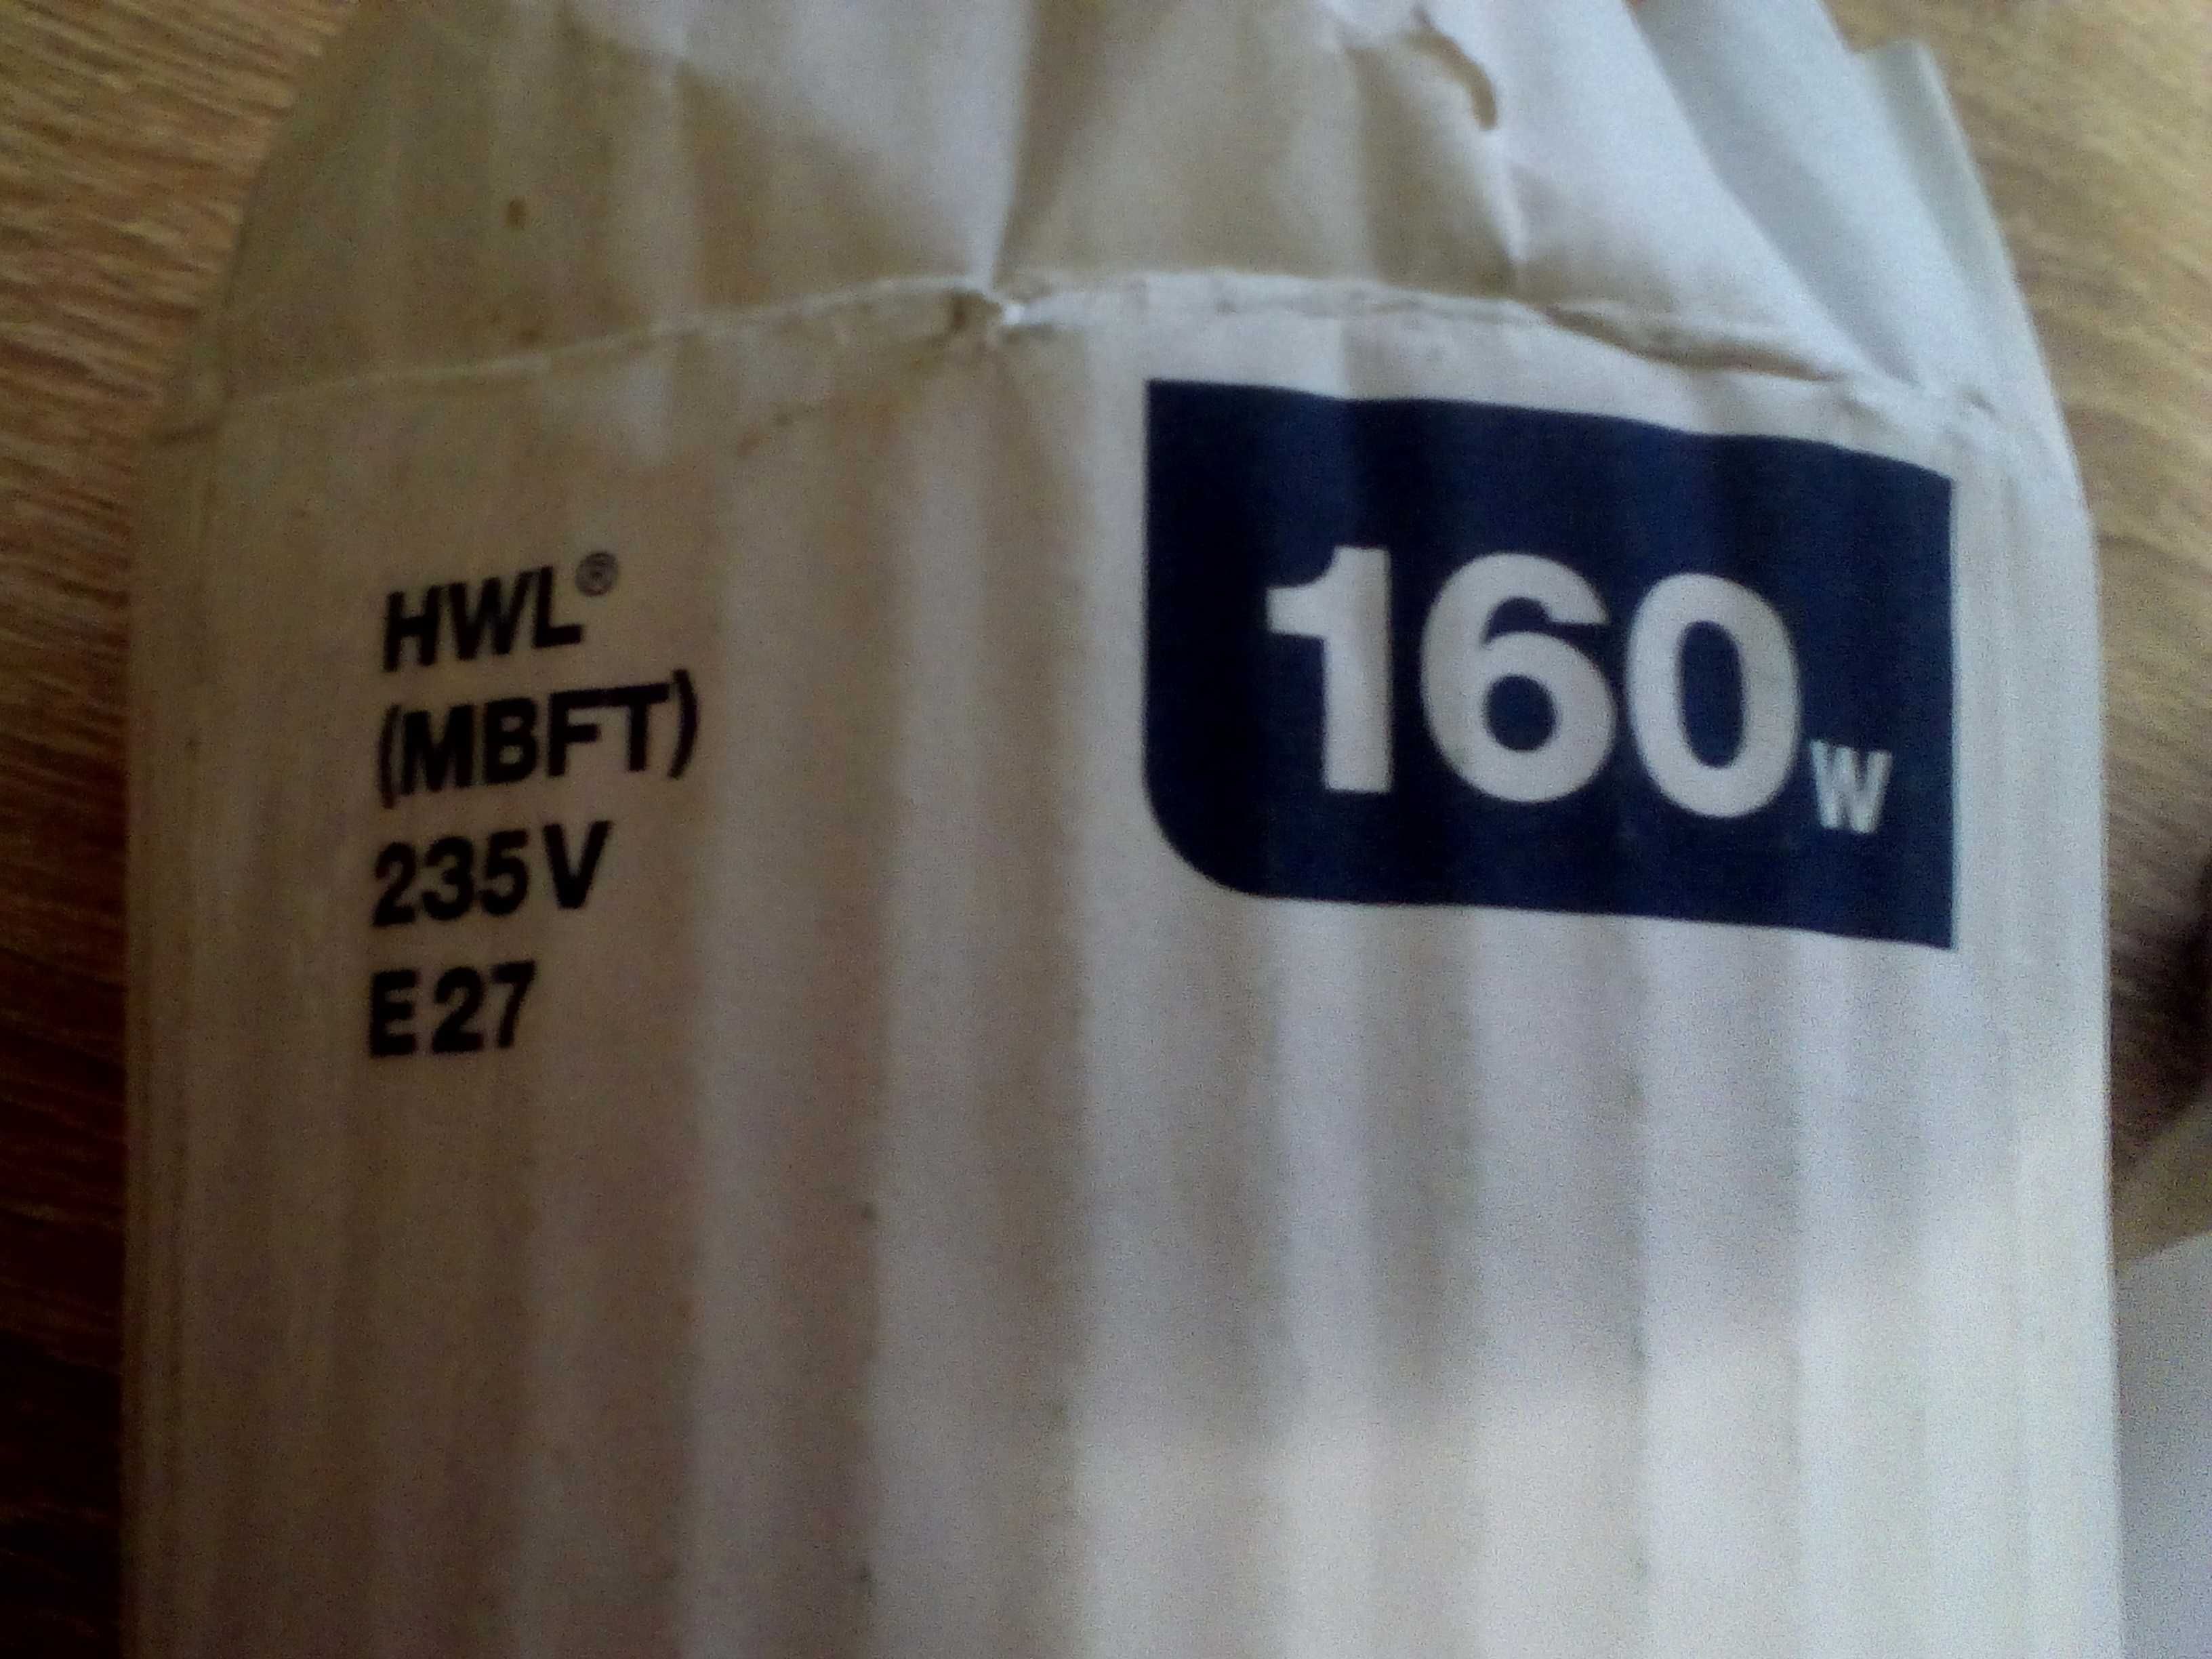 HWL®
(MBFT)
235V
E27
160W